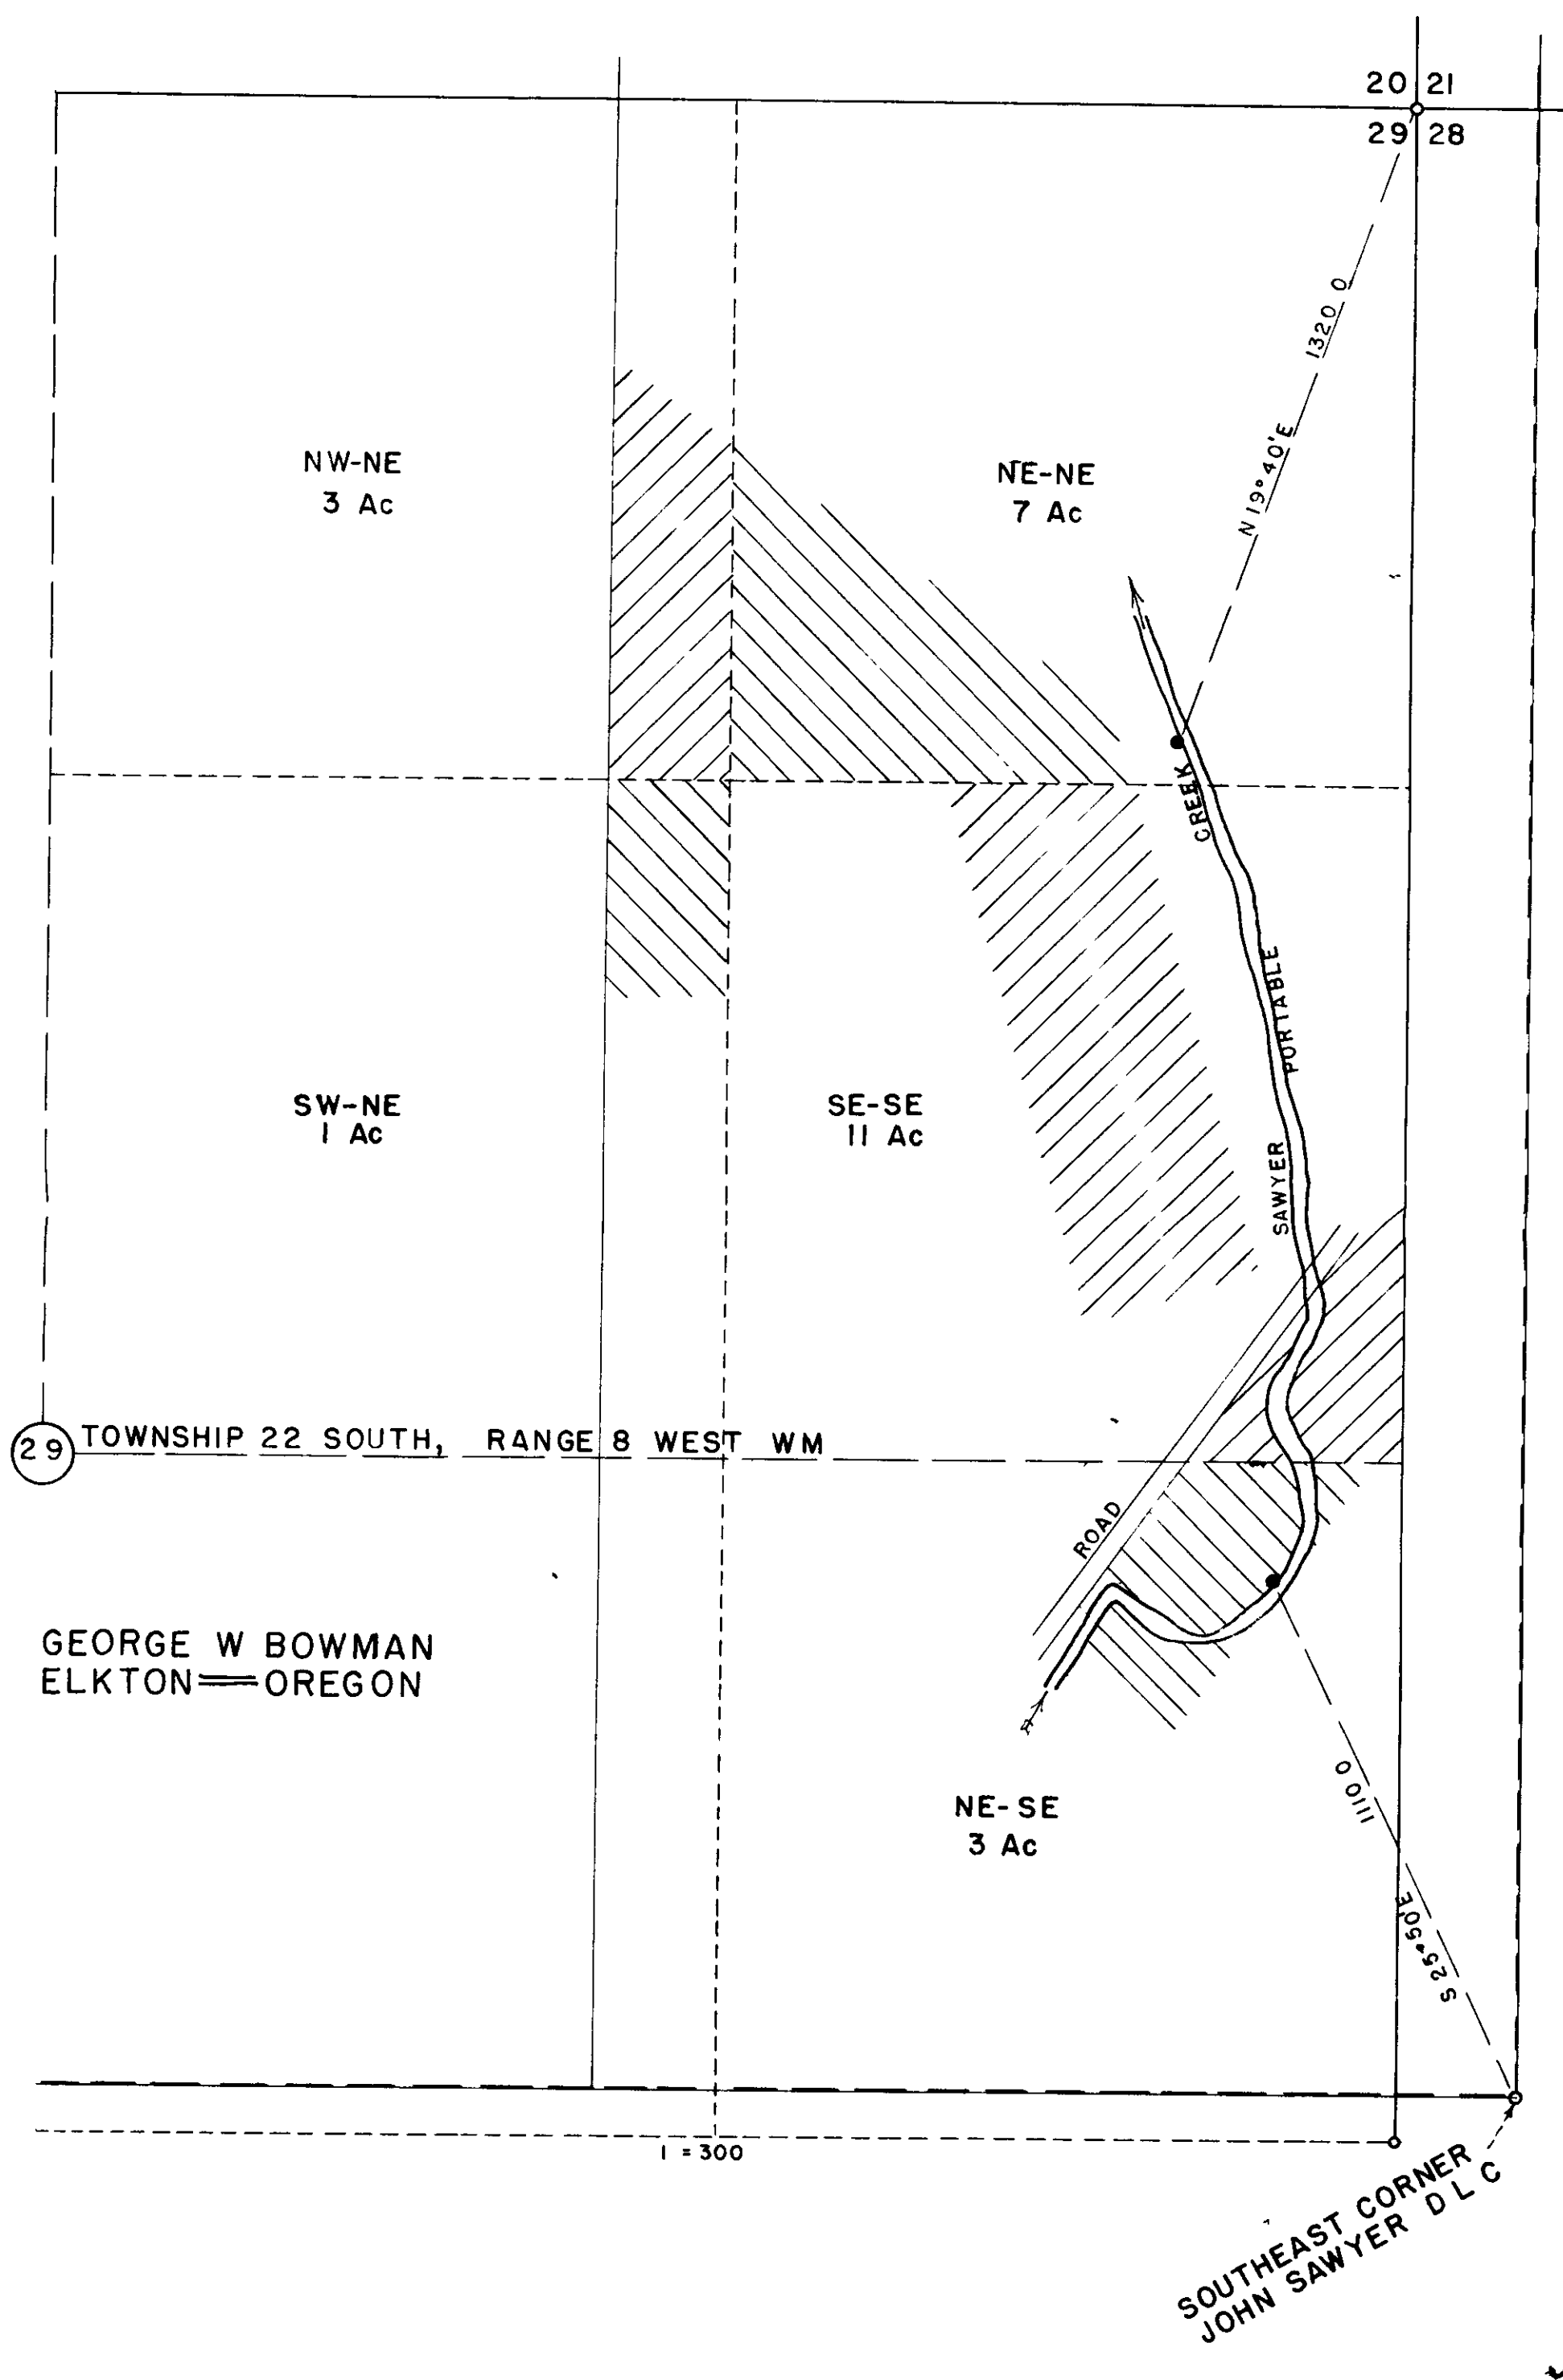 20 21
29 28
1320 0
N 19° 40' E
NW-NE
3 Ac
NE-NE
7 Ac
CREEK
PORTABLE
SAWYER
SW-NE
1 Ac
SE-SE
11 Ac
29 TOWNSHIP 22 SOUTH, RANGE 8 WEST WM
ROAD
GEORGE W BOWMAN
ELKTON OREGON
NE-SE
3 Ac
1110 0
S 25° 50' E
1 = 300
SOUTHEAST CORNER
JOHN SAWYER D L C